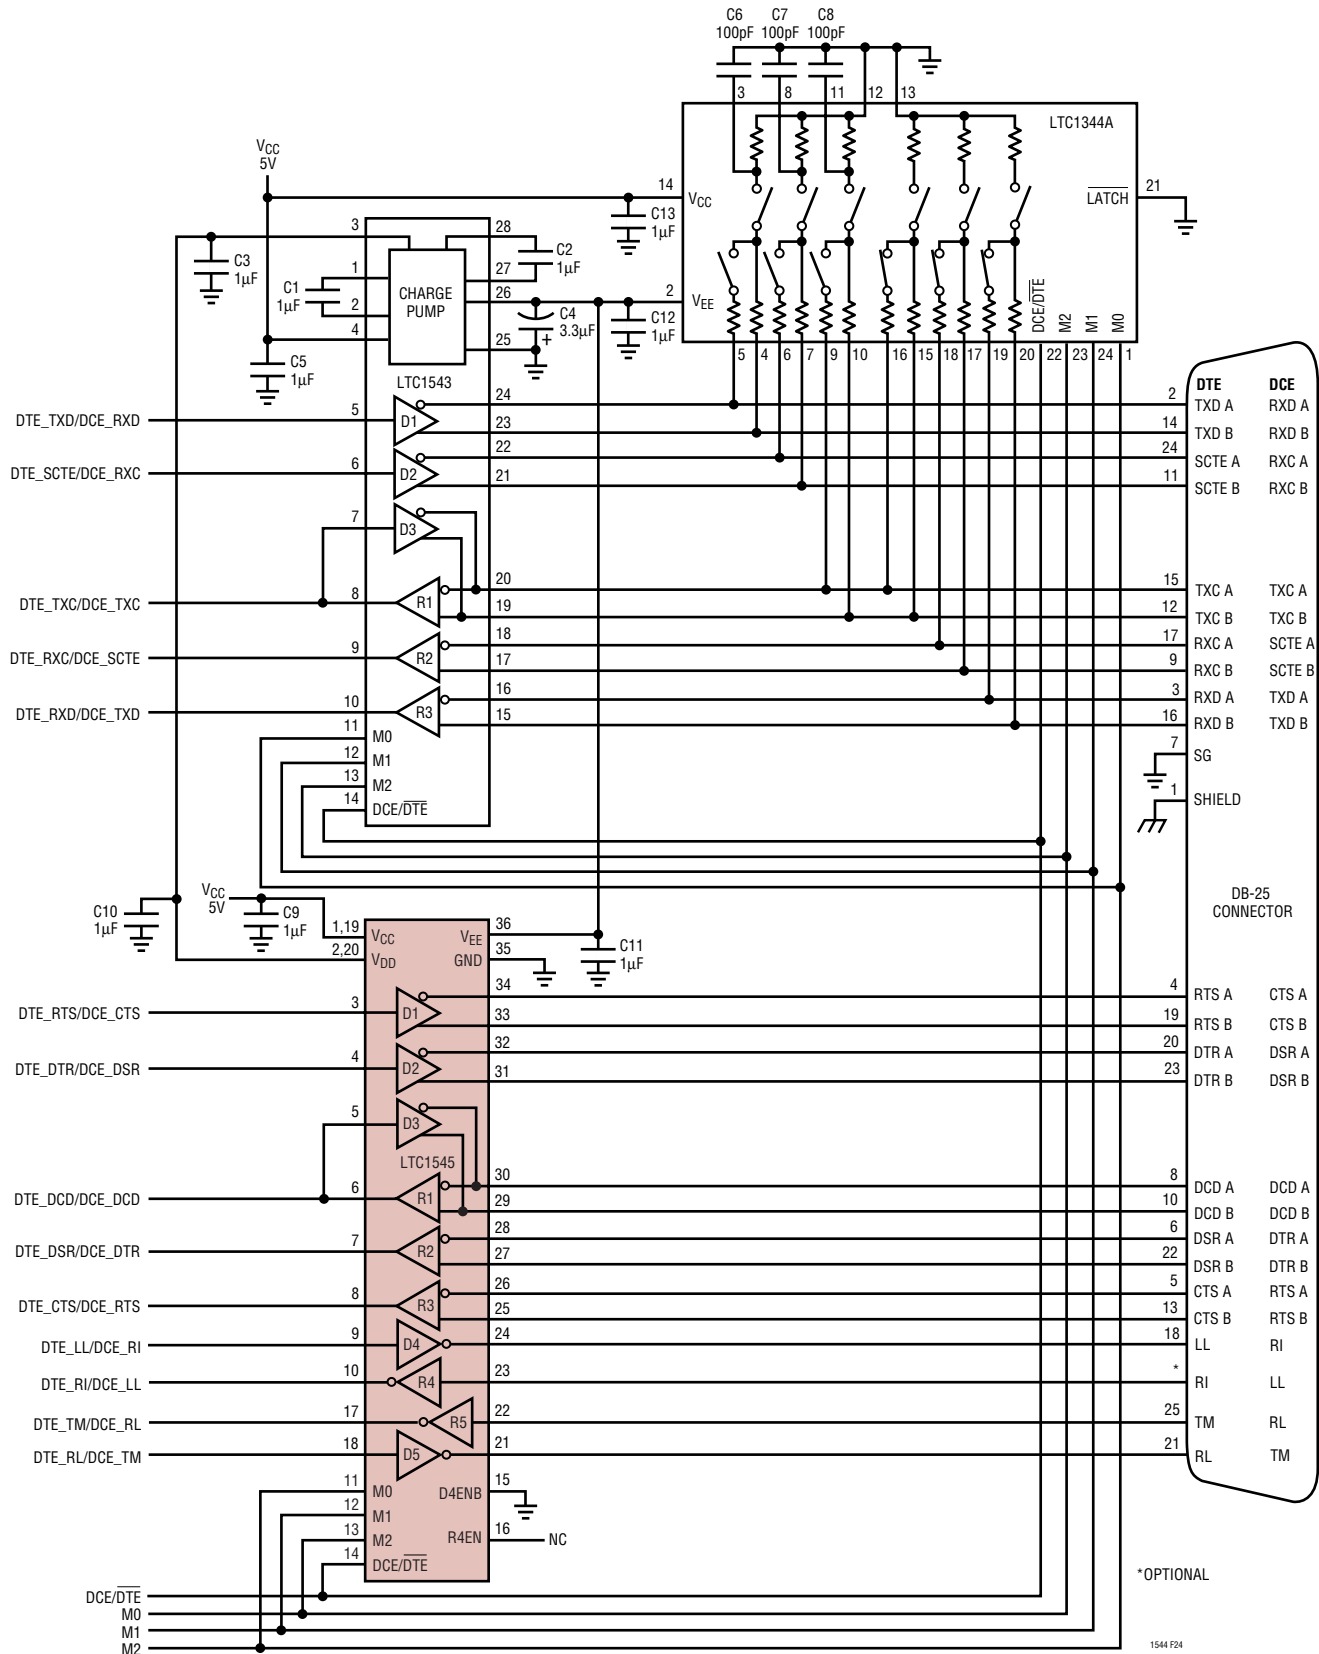 C6 C7 C8
100pF 100pF 100pF
3 8 11 12 13
LTC1344A
VCC
5V
14 VCC
LATCH 21
C13
1µF
3 28
C3
1µF
C2
1µF
1 27
C1
1µF
CHARGE
PUMP
26 2 VEE
2
C4
3.3µF
+
C12
1µF
4 25
C5
1µF
DCE/DTE M2 M1 M0
5 4 6 7 9 10 16 15 18 17 19 20 22 23 24 1
LTC1543
DTE DCE
DTE_TXD/DCE_RXD 5 D1 24 2 TXD A RXD A
23 14 TXD B RXD B
DTE_SCTE/DCE_RXC 6 D2 22 24 SCTE A RXC A
21 11 SCTE B RXC B
7 D3
DTE_TXC/DCE_TXC 8 R1 20 15 TXC A TXC A
19 12 TXC B TXC B
DTE_RXC/DCE_SCTE 9 R2 18 17 RXC A SCTE A
17 9 RXC B SCTE B
DTE_RXD/DCE_TXD 10 R3 16 3 RXD A TXD A
15 16 RXD B TXD B
11 M0
12 M1
13 M2
14 DCE/DTE
7 SG
1 SHIELD
DB-25
CONNECTOR
C10
1µF
VCC
5V
C9
1µF
1,19 VCC VEE 36
2,20 VDD GND 35
C11
1µF
DTE_RTS/DCE_CTS 3 D1 34 4 RTS A CTS A
33 19 RTS B CTS B
DTE_DTR/DCE_DSR 4 D2 32 20 DTR A DSR A
31 23 DTR B DSR B
5 D3
LTC1545
DTE_DCD/DCE_DCD 6 R1 30 8 DCD A DCD A
29 10 DCD B DCD B
DTE_DSR/DCE_DTR 7 R2 28 6 DSR A DTR A
27 22 DSR B DTR B
DTE_CTS/DCE_RTS 8 R3 26 5 CTS A RTS A
25 13 CTS B RTS B
DTE_LL/DCE_RI 9 D4 24 18 LL RI
DTE_RI/DCE_LL 10 R4 23 * RI LL
DTE_TM/DCE_RL 17 R5 22 25 TM RL
DTE_RL/DCE_TM 18 D5 21 21 RL TM
11 M0 D4ENB 15
12 M1
13 M2 R4EN 16 NC
14 DCE/DTE
*OPTIONAL
DCE/DTE
M0
M1
M2
1544 F24